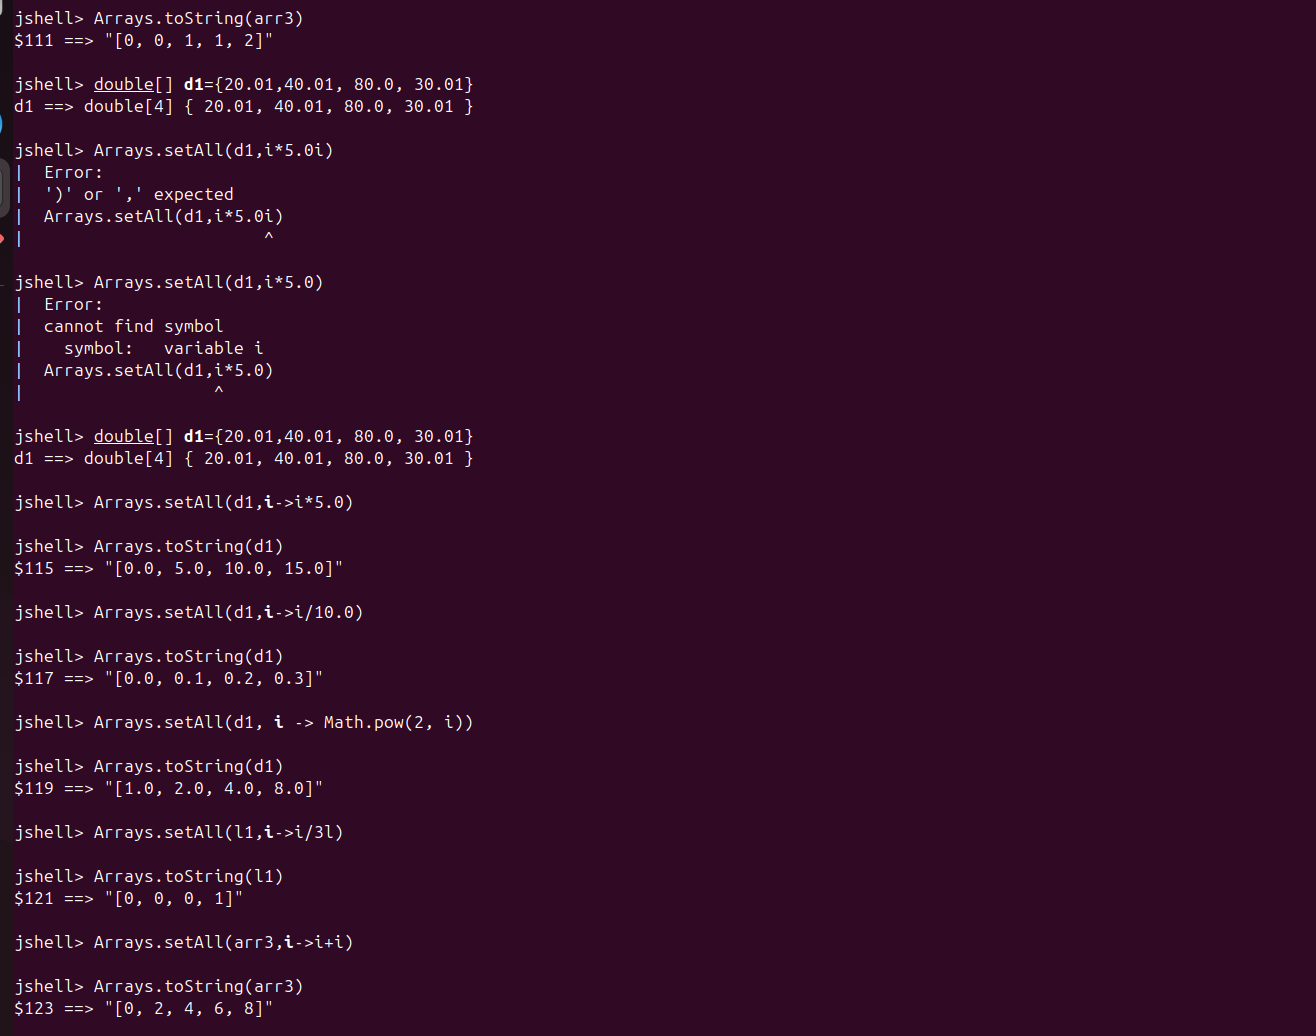 jshell> Arrays.toString(arr3)
$111 ==> "[0, 0, 1, 1, 2]"
jshell> double[] d1={20.01,40.01, 80.0, 30.01}
d1 ==> double[4] { 20.01, 40.01, 80.0, 30.01 }
jshell> Arrays.setAll(d1,i*5.0i)
|  Error:
|  ')' or ',' expected
|  Arrays.setAll(d1,i*5.0i)
|                        ^
jshell> Arrays.setAll(d1,i*5.0)
|  Error:
|  cannot find symbol
|    symbol:   variable i
|  Arrays.setAll(d1,i*5.0)
|                   ^
jshell> double[] d1={20.01,40.01, 80.0, 30.01}
d1 ==> double[4] { 20.01, 40.01, 80.0, 30.01 }
jshell> Arrays.setAll(d1,i->i*5.0)
jshell> Arrays.toString(d1)
$115 ==> "[0.0, 5.0, 10.0, 15.0]"
jshell> Arrays.setAll(d1,i->i/10.0)
jshell> Arrays.toString(d1)
$117 ==> "[0.0, 0.1, 0.2, 0.3]"
jshell> Arrays.setAll(d1, i -> Math.pow(2, i))
jshell> Arrays.toString(d1)
$119 ==> "[1.0, 2.0, 4.0, 8.0]"
jshell> Arrays.setAll(l1,i->i/3l)
jshell> Arrays.toString(l1)
$121 ==> "[0, 0, 0, 1]"
jshell> Arrays.setAll(arr3,i->i+i)
jshell> Arrays.toString(arr3)
$123 ==> "[0, 2, 4, 6, 8]"